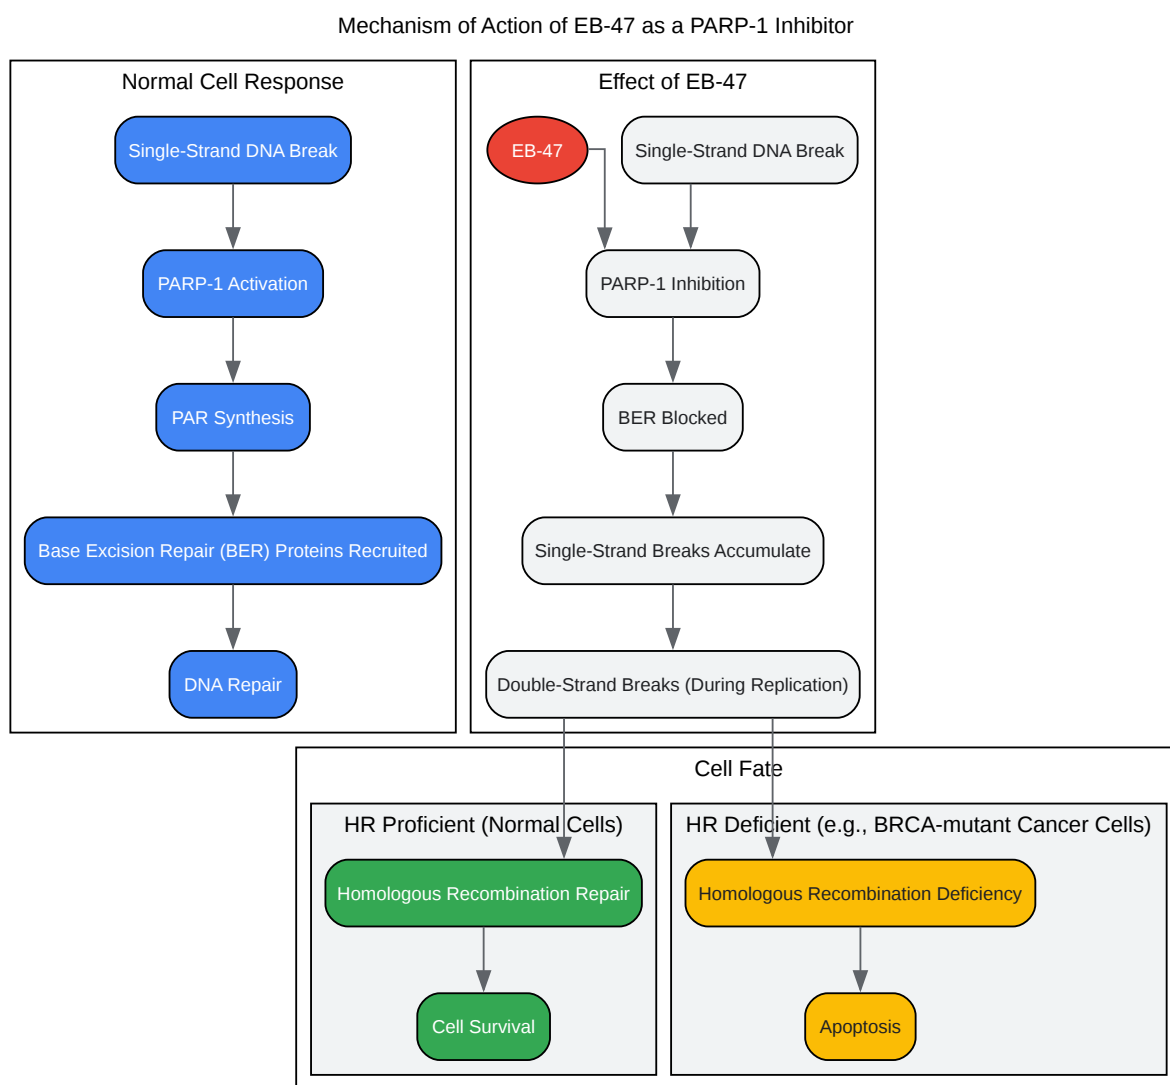 Mechanism of Action of EB-47 as a PARP-1 Inhibitor
Normal Cell Response
Single-Strand DNA Break
PARP-1 Activation
PAR Synthesis
Base Excision Repair (BER) Proteins Recruited
DNA Repair
Effect of EB-47
EB-47
Single-Strand DNA Break
PARP-1 Inhibition
BER Blocked
Single-Strand Breaks Accumulate
Double-Strand Breaks (During Replication)
Cell Fate
HR Proficient (Normal Cells)
Homologous Recombination Repair
Cell Survival
HR Deficient (e.g., BRCA-mutant Cancer Cells)
Homologous Recombination Deficiency
Apoptosis